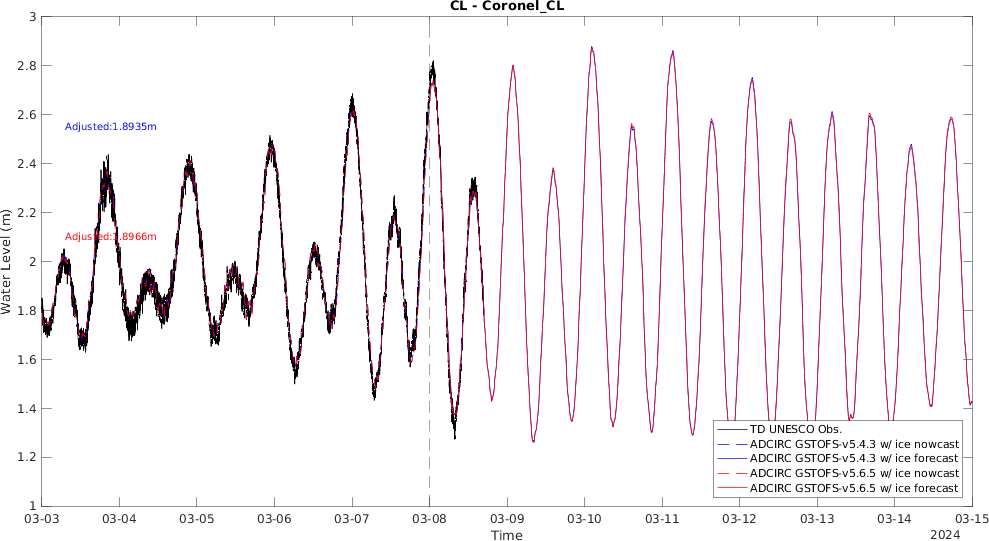 CL - Coronel_CL
3
2.8
2.6
2.4
2.2
2
1.8
1.6
1.4
1.2
1
Water Level (m)
Adjusted:1.8935m
Adjusted:1.8966m
TD UNESCO Obs.
ADCIRC GSTOFS-v5.4.3 w/ ice nowcast
ADCIRC GSTOFS-v5.4.3 w/ ice forecast
ADCIRC GSTOFS-v5.6.5 w/ ice nowcast
ADCIRC GSTOFS-v5.6.5 w/ ice forecast
03-03 03-04 03-05 03-06 03-07 03-08 03-09 03-10 03-11 03-12 03-13 03-14 03-15
Time
2024